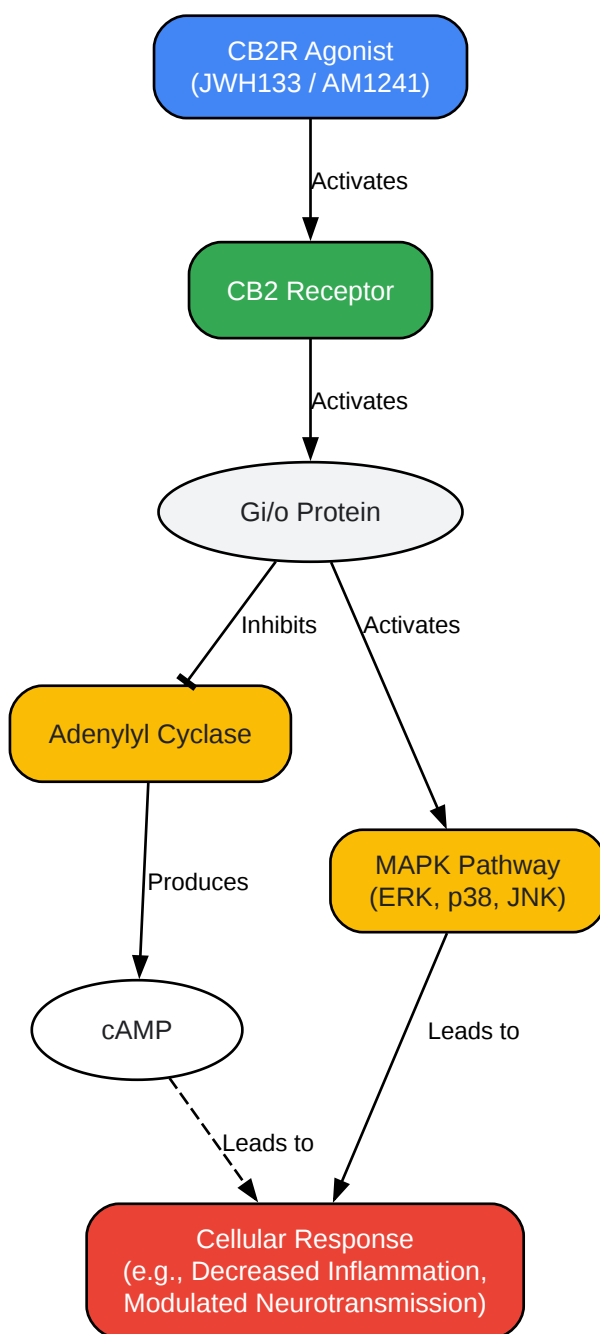 CB2R Agonist
(JWH133 / AM1241)
Activates
CB2 Receptor
Activates
Gi/o Protein
Inhibits
Activates
Adenylyl Cyclase
MAPK Pathway
(ERK, p38, JNK)
Produces
cAMP
Leads to
Leads to
Cellular Response
(e.g., Decreased Inflammation,
Modulated Neurotransmission)